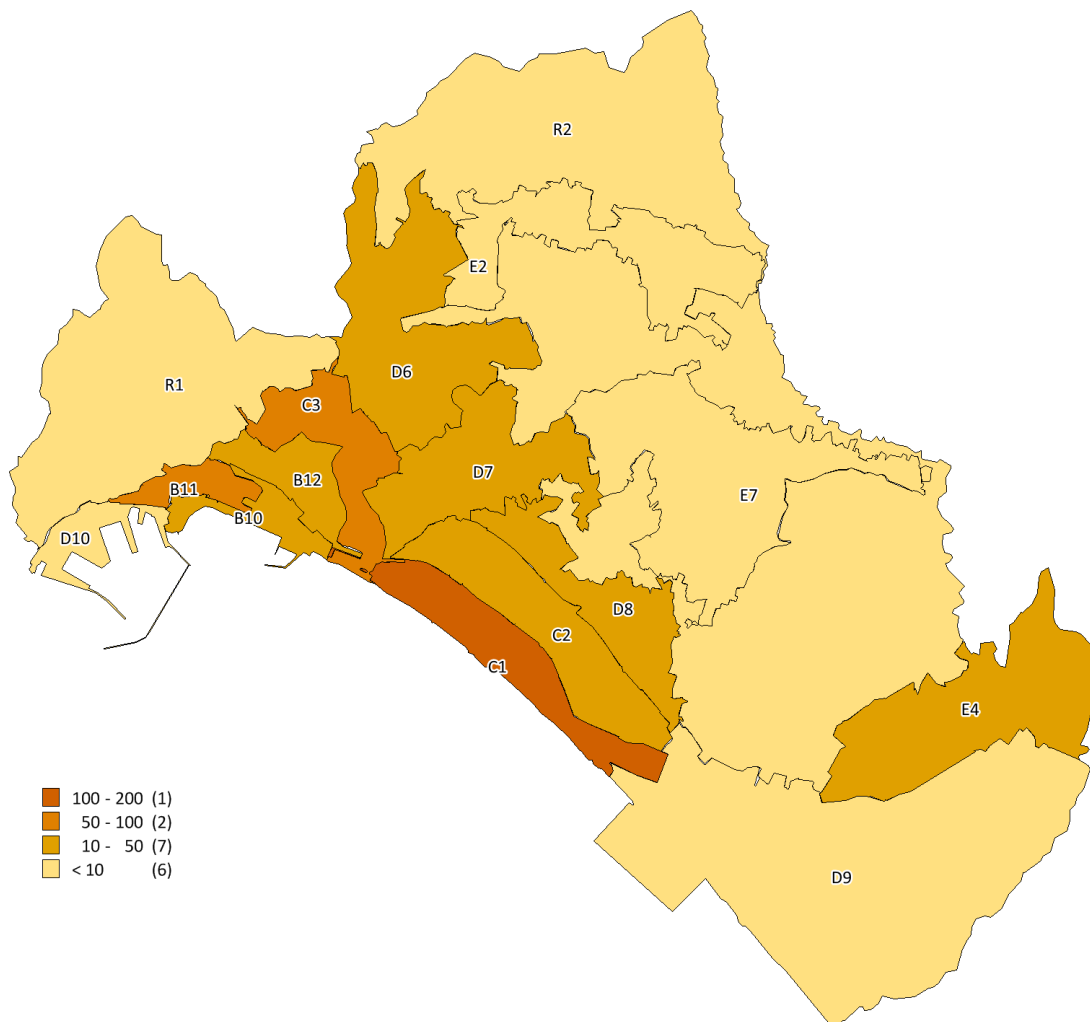 R2
E2
R1
D6
C3
B11
B12
D7
E7
B10
D10
D8
C2
C1
E4
100 - 200 (1)
50 - 100 (2)
10 - 50 (7)
< 10 (6)
D9